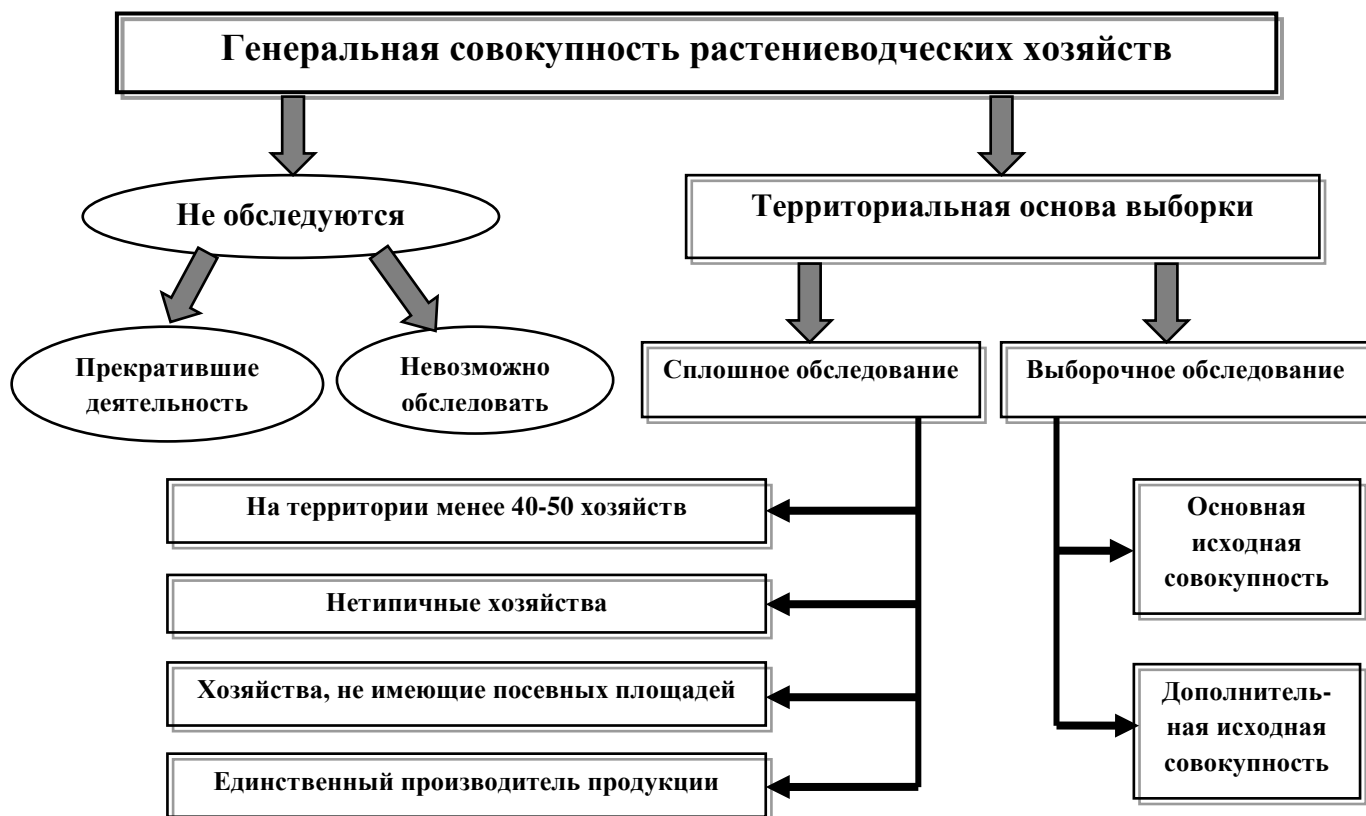 Генеральная совокупность растениеводческих хозяйств
Не обследуются
Территориальная основа выборки
Прекратившие
деятельность
Невозможно
обследовать
Сплошное обследование
Выборочное обследование
На территории менее 40-50 хозяйств
Нетипичные хозяйства
Хозяйства, не имеющие посевных площадей
Единственный производитель продукции
Основная
исходная
совокупность
Дополнитель-
ная исходная
совокупность